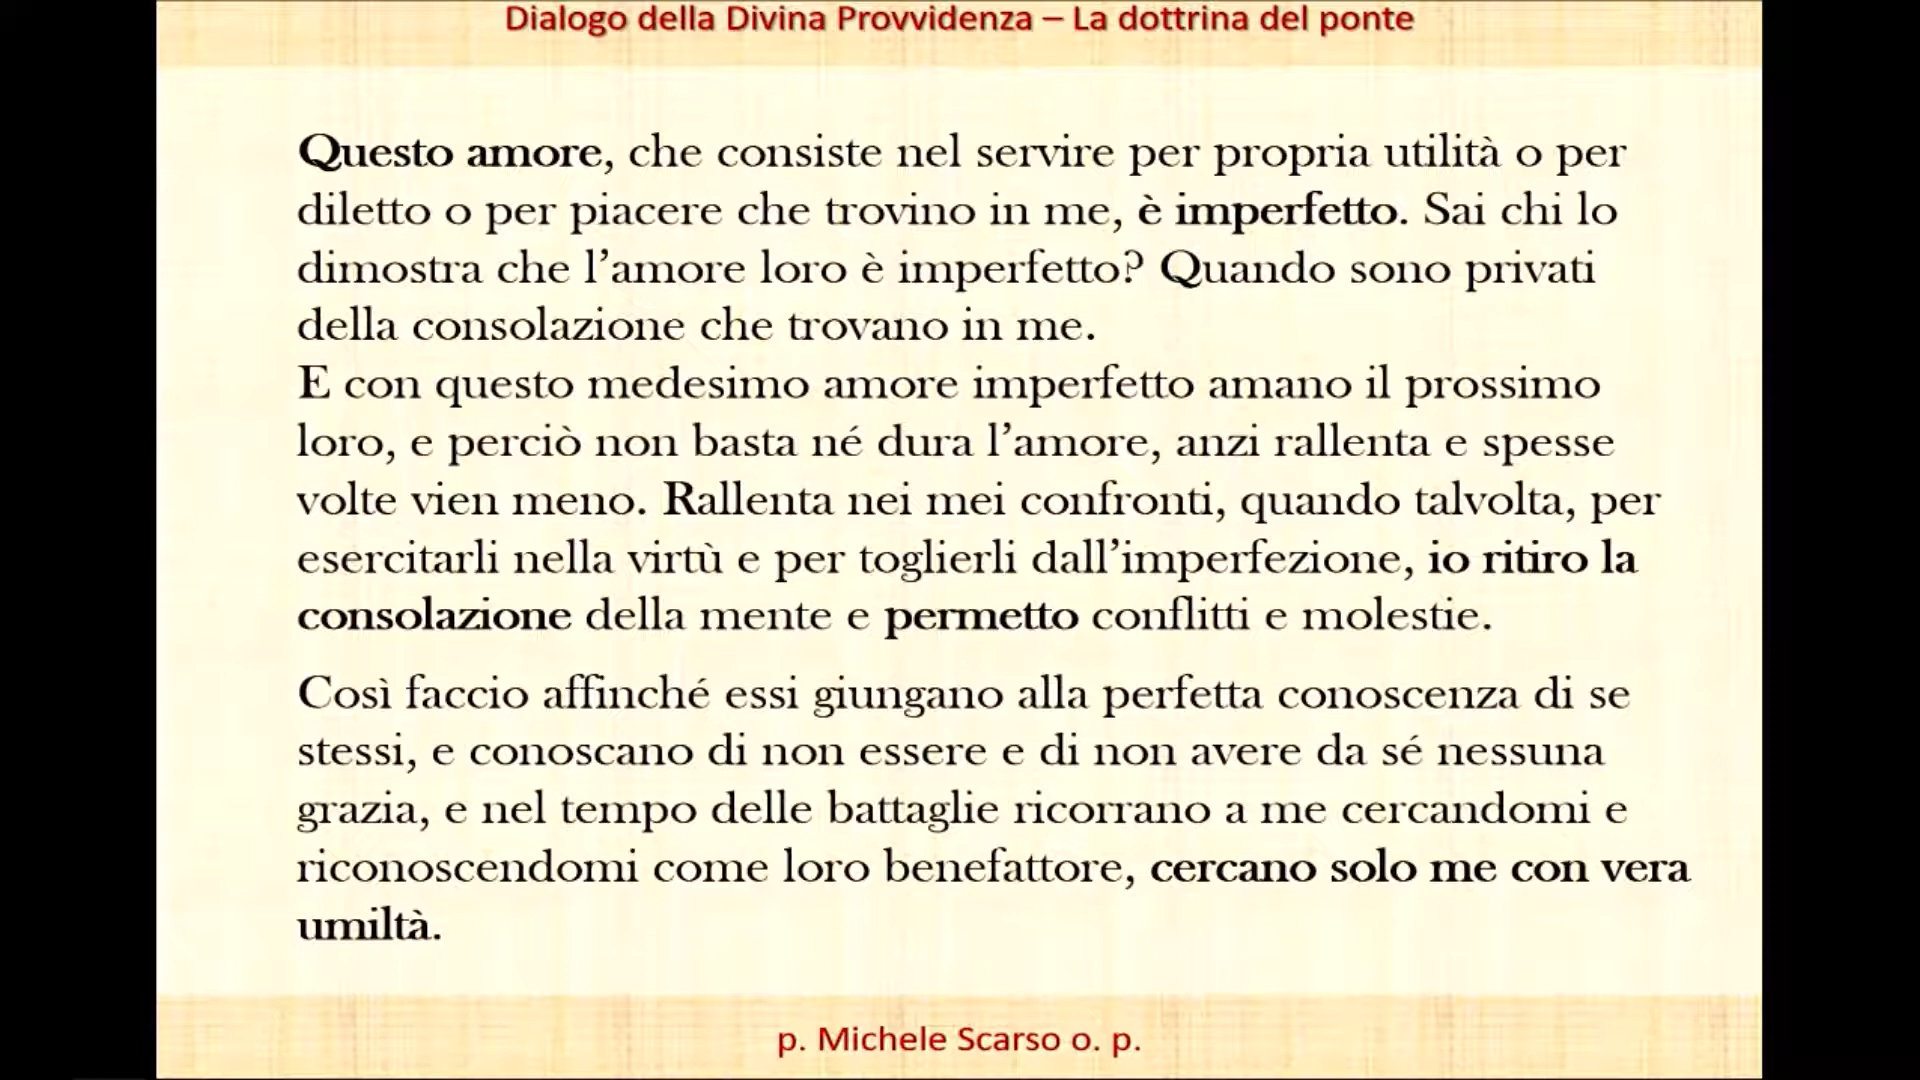 Dialogo della Divina Provvidenza – La dottrina del ponte
Questo amore, che consiste nel servire per propria utilità o per
diletto o per piacere che trovino in me, è imperfetto. Sai chi lo
dimostra che l’amore loro è imperfetto? Quando sono privati
della consolazione che trovano in me.
E con questo medesimo amore imperfetto amano il prossimo
loro, e perciò non basta né dura l’amore, anzi rallenta e spesse
volte vien meno. Rallenta nei mei confronti, quando talvolta, per
esercitarli nella virtù e per toglierli dall’imperfezione, io ritiro la
consolazione della mente e permetto conflitti e molestie.
Così faccio affinché essi giungano alla perfetta conoscenza di se
stessi, e conoscano di non essere e di non avere da sé nessuna
grazia, e nel tempo delle battaglie ricorrano a me cercandomi e
riconoscendomi come loro benefattore, cercano solo me con vera
umiltà.
p. Michele Scarso o. p.